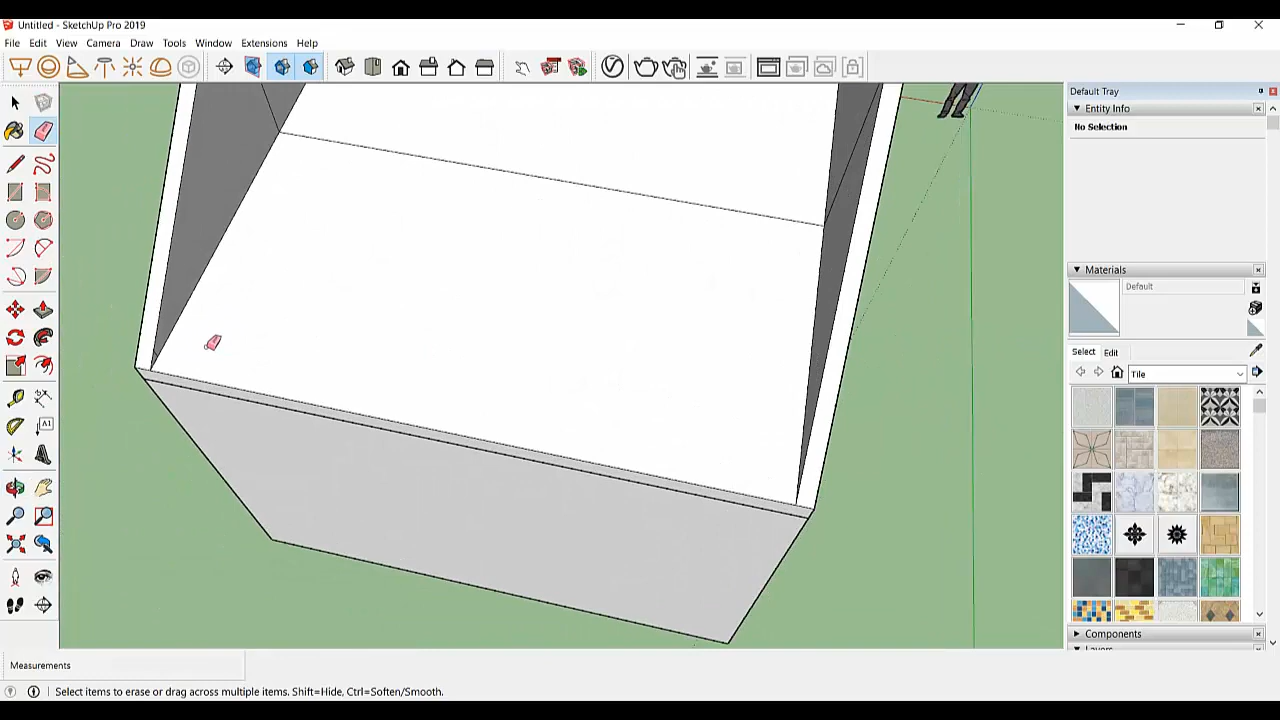 Untitled - SketchUp Pro 2019
File Edit View Camera Draw Tools Window Extensions Help
Default Tray
Entity Info
No Selection
Materials
Default
Select Edit
Tile
A1
Components
Measurements
Select items to erase or drag across multiple items. Shift=Hide, Ctrl=Soften/Smooth.